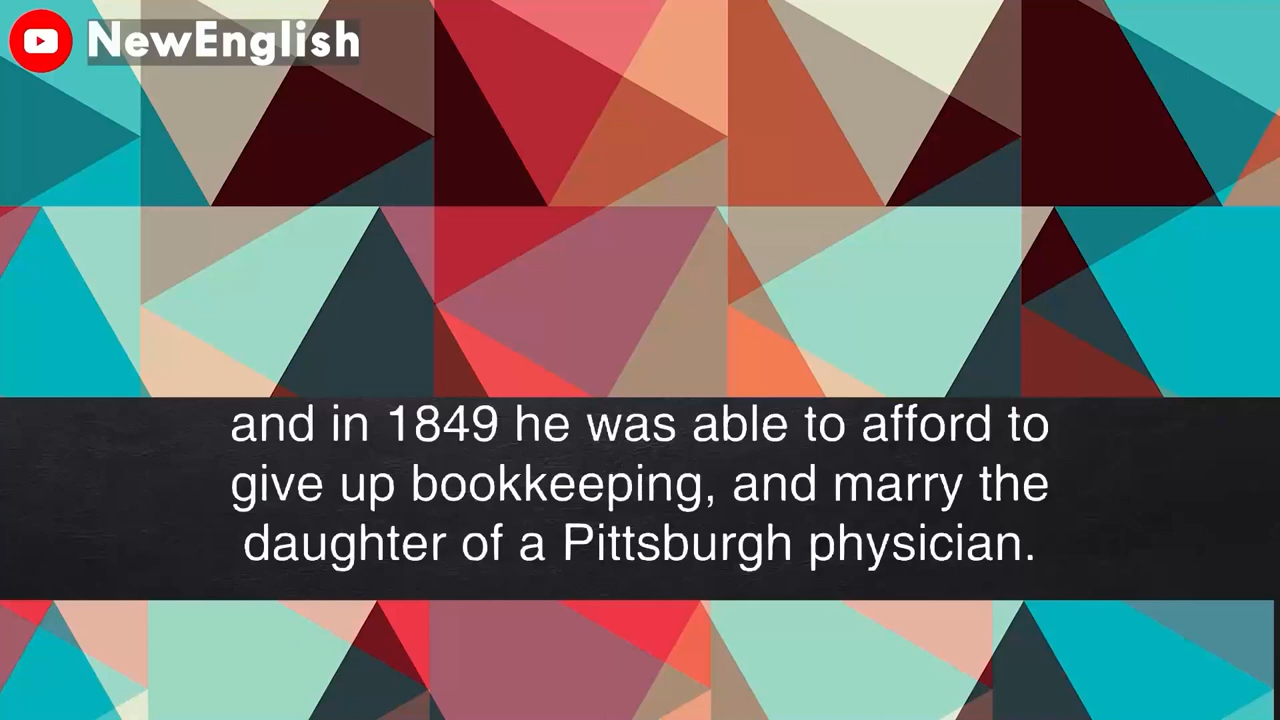 NewEnglish
and in 1849 he was able to afford to
give up bookkeeping, and marry the
daughter of a Pittsburgh physician.